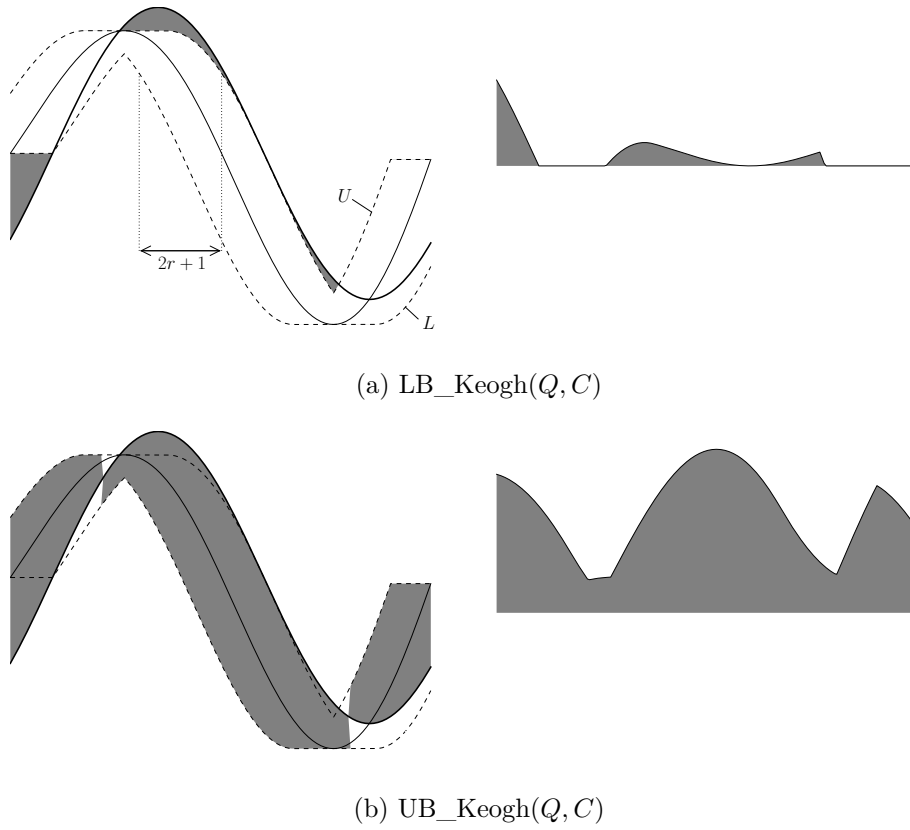 U
2r + 1
L
(a) LB_Keogh(Q, C)
(b) UB_Keogh(Q, C)